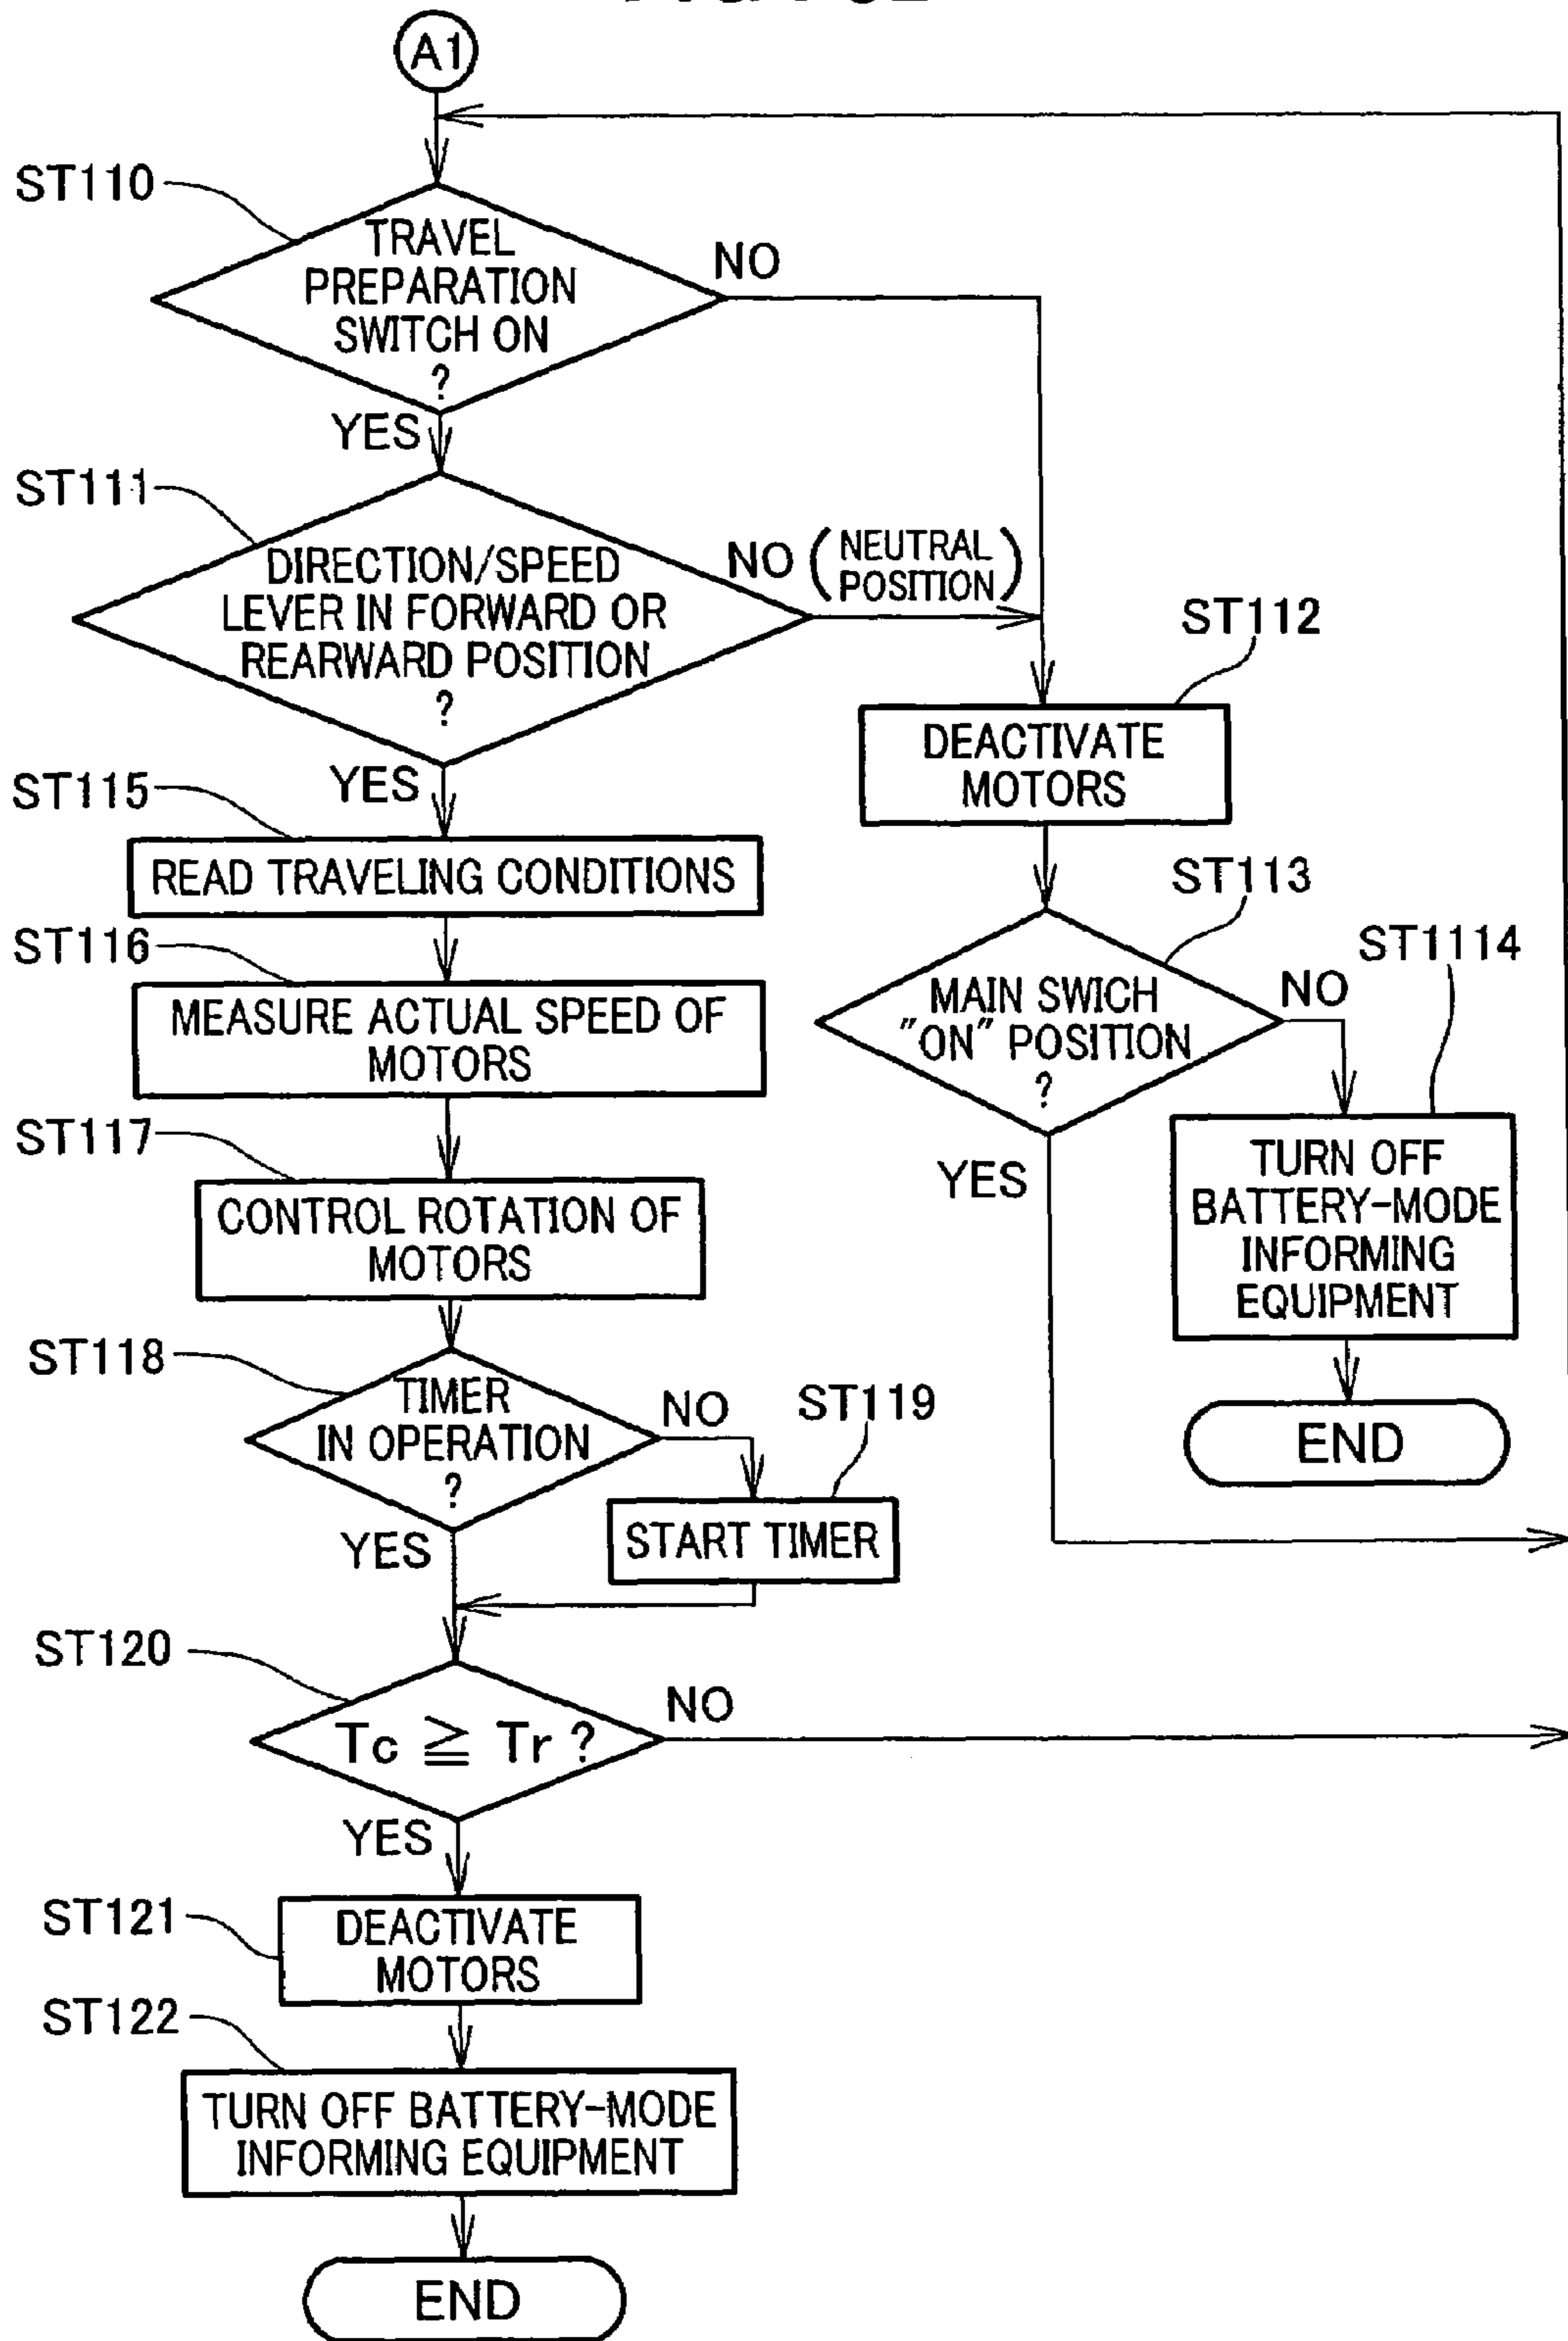 A1
ST110
TRAVEL
PREPARATION
SWITCH ON
?
NO
YES
ST111
DIRECTION/SPEED
LEVER IN FORWARD OR
REARWARD POSITION
?
NO (NEUTRAL
POSITION)
YES
ST112
DEACTIVATE
MOTORS
ST113
MAIN SWICH
"ON" POSITION
?
NO
YES
ST1114
TURN OFF
BATTERY-MODE
INFORMING
EQUIPMENT
END
ST115
READ TRAVELING CONDITIONS
ST116
MEASURE ACTUAL SPEED OF
MOTORS
ST117
CONTROL ROTATION OF
MOTORS
ST118
TIMER
IN OPERATION
?
NO
YES
ST119
START TIMER
ST120
Tc ≧ Tr ?
NO
YES
ST121
DEACTIVATE
MOTORS
ST122
TURN OFF BATTERY-MODE
INFORMING EQUIPMENT
END